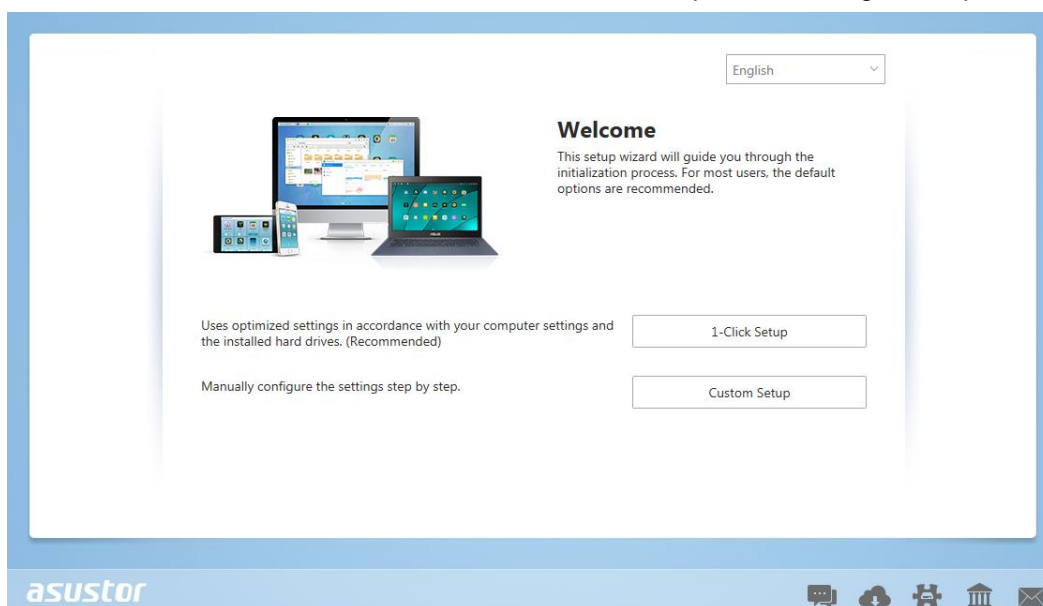 English
Welcome
This setup wizard will guide you through the
initialization process. For most users, the default
options are recommended.
Uses optimized settings in accordance with your computer settings and
the installed hard drives. (Recommended)
1-Click Setup
Manually configure the settings step by step.
Custom Setup
asustor